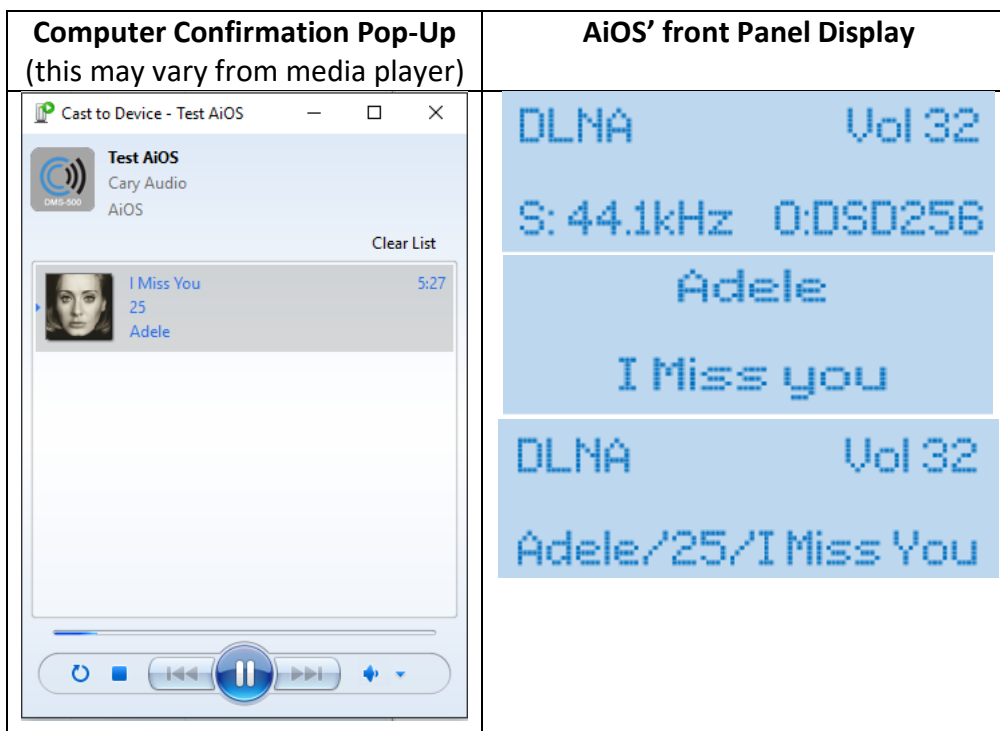 Computer Confirmation Pop-Up
(this may vary from media player)
AiOS’ front Panel Display
Cast to Device - Test AiOS
Test AiOS
Cary Audio
AiOS
DMS-500
Clear List
I Miss You 5:27
25
Adele
DLNA Vol 32
S: 44.1kHz O:DSD256
Adele
I Miss you
DLNA Vol 32
Adele/25/I Miss You